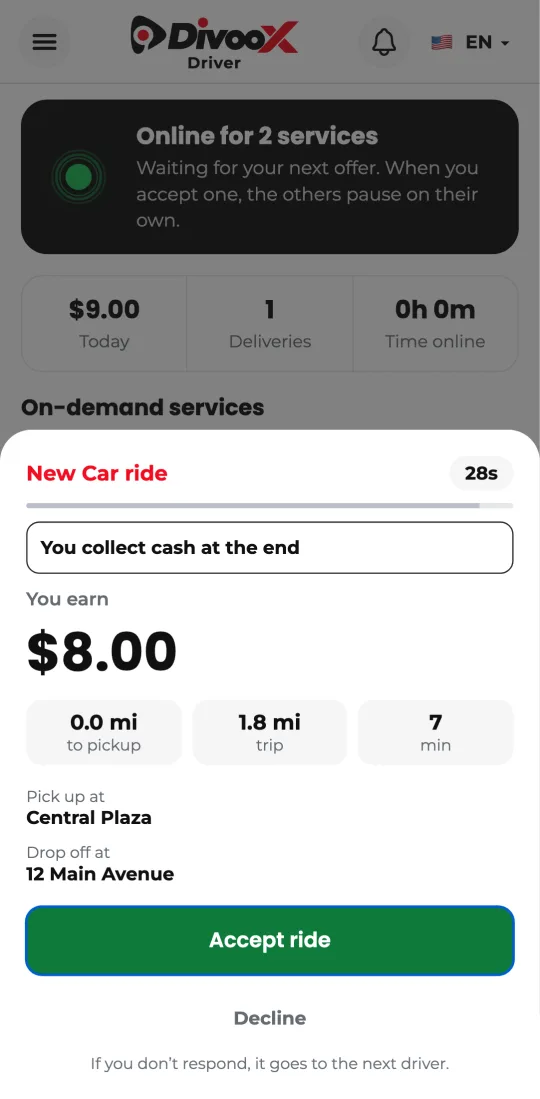 DivooX
Driver
EN
Online for 2 services
Waiting for your next offer. When you
accept one, the others pause on their
own.
$9.00
Today
1
Deliveries
0h 0m
Time online
On-demand services
New Car ride
28s
You collect cash at the end
You earn
$8.00
0.0 mi
to pickup
1.8 mi
trip
7
min
Pick up at
Central Plaza
Drop off at
12 Main Avenue
Accept ride
Decline
If you don’t respond, it goes to the next driver.